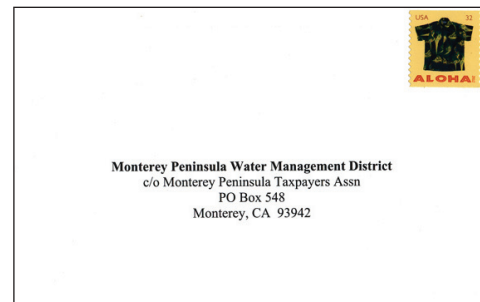 USA 32
ALOHA!
Monterey Peninsula Water Management District
c/o Monterey Peninsula Taxpayers Assn
PO Box 548
Monterey, CA 93942